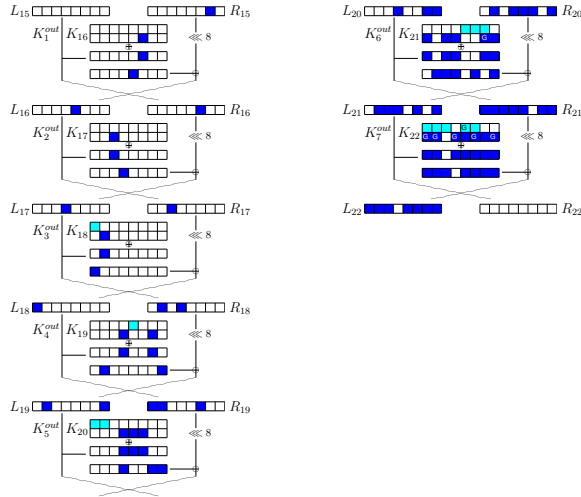 L₁₅ R₁₅
K₁ᵒᵘᵗ K₁₆ ⋘ 8
L₁₆ R₁₆
K₂ᵒᵘᵗ K₁₇ ⋘ 8
L₁₇ R₁₇
K₃ᵒᵘᵗ K₁₈ ⋘ 8
L₁₈ R₁₈
K₄ᵒᵘᵗ K₁₉ ⋘ 8
L₁₉ R₁₉
K₅ᵒᵘᵗ K₂₀ ⋘ 8
L₂₀ R₂₀
K₆ᵒᵘᵗ K₂₁ G ⋘ 8
L₂₁ R₂₁
K₇ᵒᵘᵗ K₂₂ G ⋘ 8
G G G G G
L₂₂ R₂₂